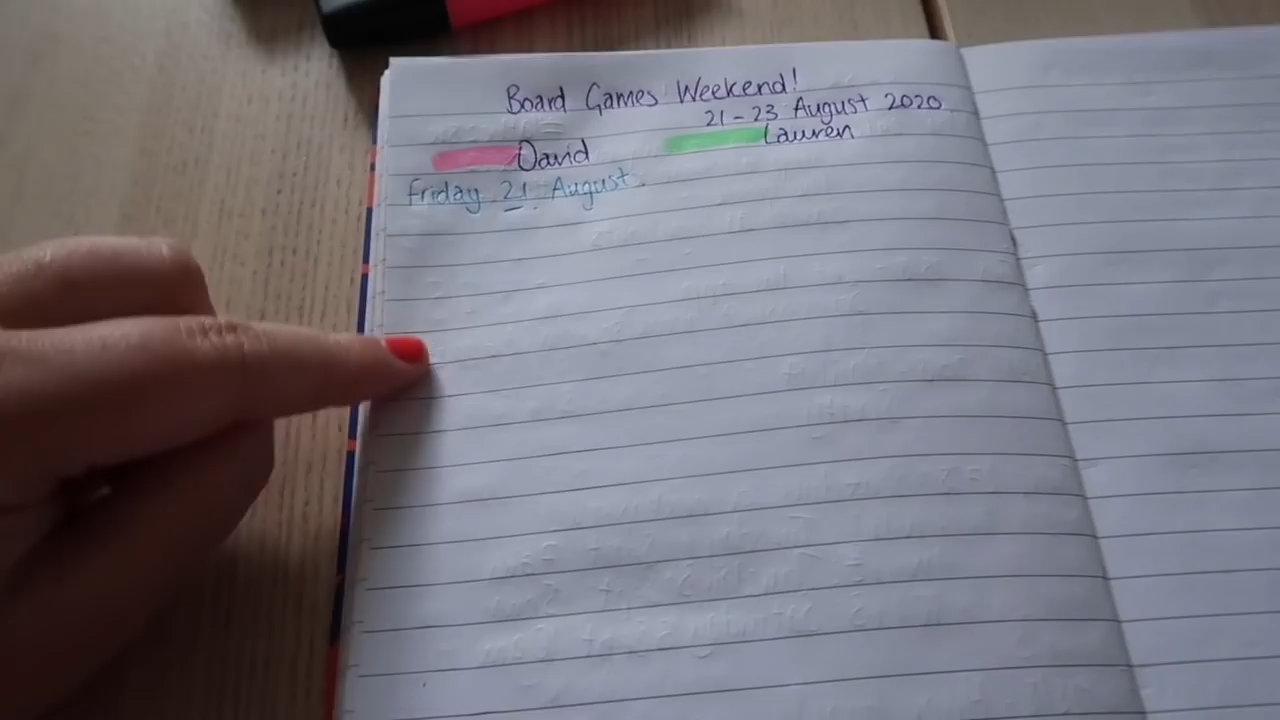 Board Games Weekend!
21-23 August 2020
David
Lauren
Friday 21 August